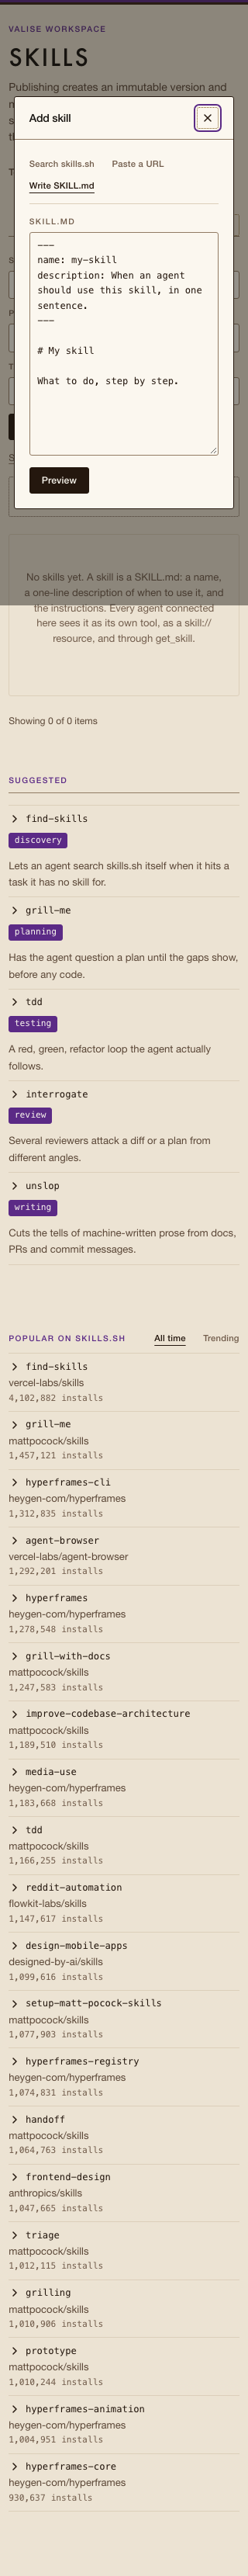 VALISE WORKSPACE
SKILLS
Publishing creates an immutable version and
Add skill
Search skills.sh Paste a URL
Write SKILL.md
SKILL.MD
---
name: my-skill
description: When an agent
should use this skill, in one
sentence.
---
# My skill
What to do, step by step.
Preview
No skills yet. A skill is a SKILL.md: a name,
a one-line description of when to use it, and
the instructions. Every agent connected
here sees it as its own tool, as a skill://
resource, and through get_skill.
Showing 0 of 0 items
SUGGESTED
find-skills
discovery
Lets an agent search skills.sh itself when it hits a
task it has no skill for.
grill-me
planning
Has the agent question a plan until the gaps show,
before any code.
tdd
testing
A red, green, refactor loop the agent actually
follows.
interrogate
review
Several reviewers attack a diff or a plan from
different angles.
unslop
writing
Cuts the tells of machine-written prose from docs,
PRs and commit messages.
POPULAR ON SKILLS.SH All time Trending
find-skills
vercel-labs/skills
4,102,882 installs
grill-me
mattpocock/skills
1,457,121 installs
hyperframes-cli
heygen-com/hyperframes
1,312,835 installs
agent-browser
vercel-labs/agent-browser
1,292,201 installs
hyperframes
heygen-com/hyperframes
1,278,548 installs
grill-with-docs
mattpocock/skills
1,247,583 installs
improve-codebase-architecture
mattpocock/skills
1,189,510 installs
media-use
heygen-com/hyperframes
1,183,668 installs
tdd
mattpocock/skills
1,166,255 installs
reddit-automation
flowkit-labs/skills
1,147,617 installs
design-mobile-apps
designed-by-ai/skills
1,099,616 installs
setup-matt-pocock-skills
mattpocock/skills
1,077,903 installs
hyperframes-registry
heygen-com/hyperframes
1,074,831 installs
handoff
mattpocock/skills
1,064,763 installs
frontend-design
anthropics/skills
1,047,665 installs
triage
mattpocock/skills
1,012,115 installs
grilling
mattpocock/skills
1,010,906 installs
prototype
mattpocock/skills
1,010,244 installs
hyperframes-animation
heygen-com/hyperframes
1,004,951 installs
hyperframes-core
heygen-com/hyperframes
930,637 installs